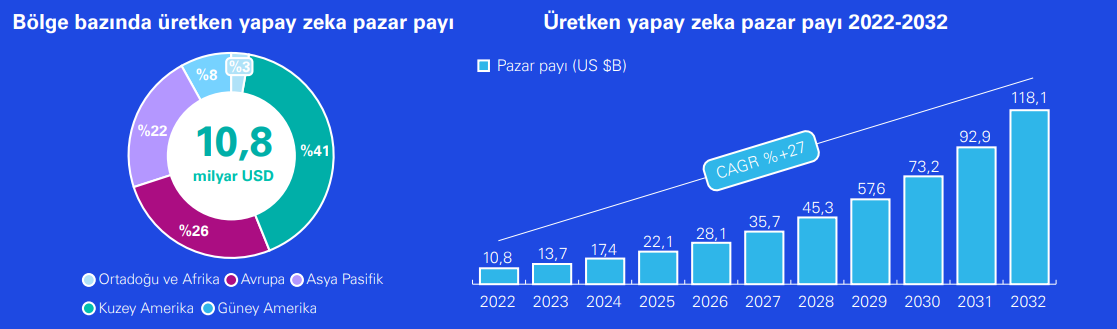 Bölge bazında üretken yapay zeka pazar payı
%3
%8
%22
%41
%26
10,8
milyar USD
Ortadoğu ve Afrika
Avrupa
Asya Pasifik
Kuzey Amerika
Güney Amerika
Üretken yapay zeka pazar payı 2022-2032
Pazar payı (US $B)
CAGR %+27
10,8
13,7
17,4
22,1
28,1
35,7
45,3
57,6
73,2
92,9
118,1
2022
2023
2024
2025
2026
2027
2028
2029
2030
2031
2032